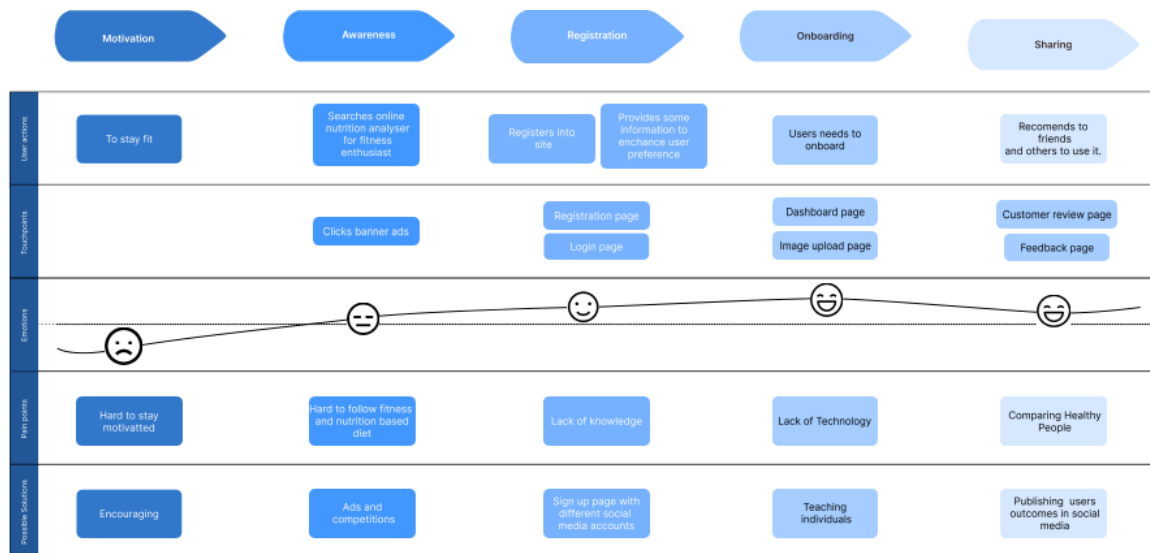 Motivation
Awareness
Registration
Onboarding
Sharing
User actions
To stay fit
Searches online
nutrition analyser
for fitness
enthusiast
Registers into
site
Provides some
information to
enchance user
preference
Users needs to
onboard
Recomends to
friends
and others to use it.
Touchpoints
Clicks banner ads
Registration page
Login page
Dashboard page
Image upload page
Customer review page
Feedback page
Emotions
Pain points
Hard to stay
motivatted
Hard to follow fitness
and nutrition based
diet
Lack of knowledge
Lack of Technology
Comparing Healthy
People
Possible Solutions
Encouraging
Ads and
competitions
Sign up page with
different social
media accounts
Teaching
individuals
Publishing users
outcomes in social
media